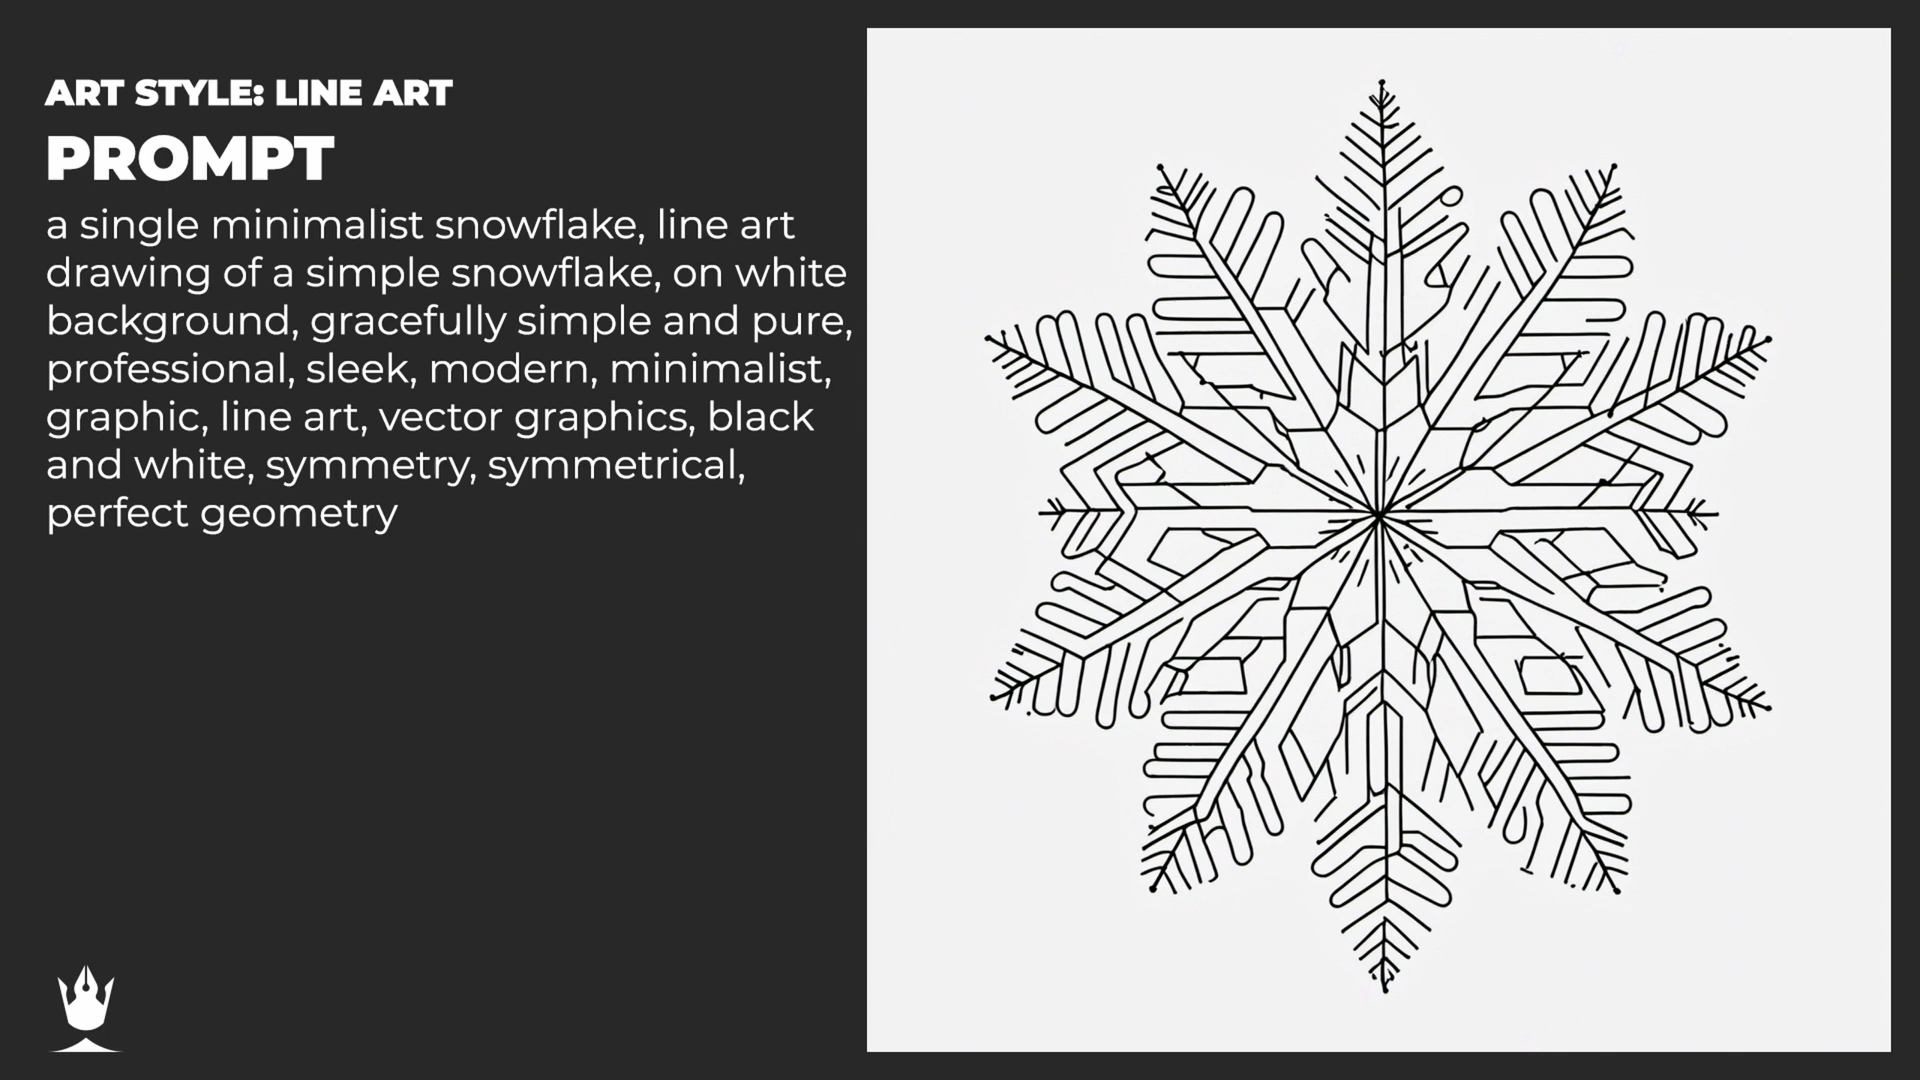 ART STYLE: LINE ART
PROMPT
a single minimalist snowflake, line art
drawing of a simple snowflake, on white
background, gracefully simple and pure,
professional, sleek, modern, minimalist,
graphic, line art, vector graphics, black
and white, symmetry, symmetrical,
perfect geometry